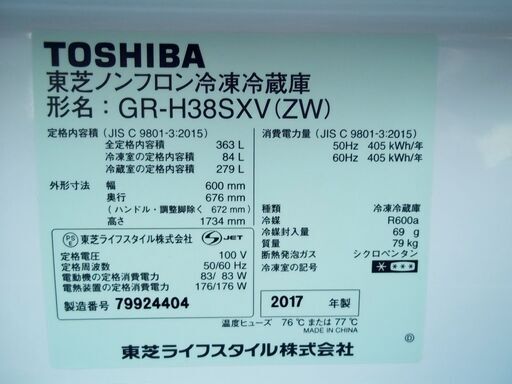 TOSHIBA
東芝ノンフロン冷凍冷蔵庫
形名：GR-H38SXV(ZW)
定格内容積（JIS C 9801-3:2015）
全定格内容積 363 L
冷凍室の定格内容積 84 L
冷蔵室の定格内容積 279 L
外形寸法 幅 600 mm
奥行 676 mm
（ハンドル・調整脚除く 672 mm）
高さ 1734 mm
PS E 東芝ライフスタイル株式会社 S JET
定格電圧 100 V
定格周波数 50/60 Hz
電動機の定格消費電力 83/ 83 W
電熱装置の定格消費電力 176/176 W
製造番号 79924404
消費電力量（JIS C 9801-3:2015）
50Hz 405 kWh/年
60Hz 405 kWh/年
種類 冷凍冷蔵庫
冷媒 R600a
冷媒封入量 69 g
質量 79 kg
断熱発泡ガス シクロペンタン
冷凍室の記号 ****
2017 年製
温度ヒューズ 76 ℃ または 77 ℃
MADE IN CHINA
東芝ライフスタイル株式会社
Ⓓ